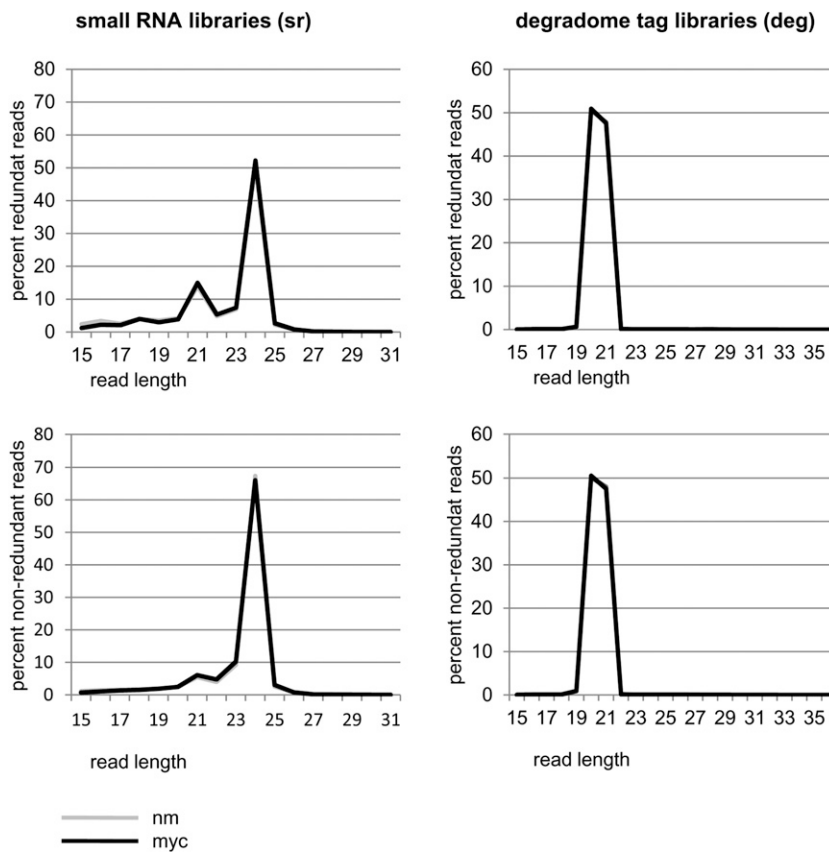 small RNA libraries (sr)
degradome tag libraries (deg)
percent redundat reads
80
70
60
50
40
30
20
10
0
15 17 19 21 23 25 27 29 31
read length
percent redundat reads
60
50
40
30
20
10
0
15 17 19 21 23 25 27 29 31 33 35
read length
percent non-redundant reads
80
70
60
50
40
30
20
10
0
15 17 19 21 23 25 27 29 31
read length
percent non-redundat reads
60
50
40
30
20
10
0
15 17 19 21 23 25 27 29 31 33 35
read length
nm
myc